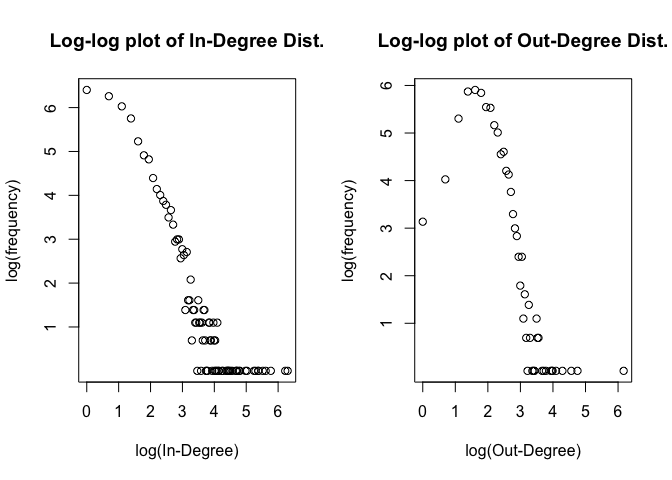 Log-log plot of In-Degree Dist.
log(frequency)
6
5
4
3
2
1
0 1 2 3 4 5 6
log(In-Degree)
Log-log plot of Out-Degree Dist.
log(frequency)
6
5
4
3
2
1
0 1 2 3 4 5 6
log(Out-Degree)